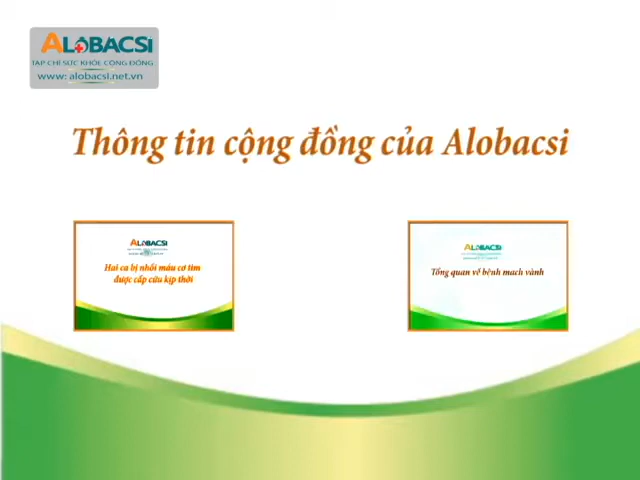 ALOBACSI
TẠP CHÍ SỨC KHỎE CỘNG ĐỒNG
www: alobacsi.net.vn
Thông tin cộng đồng của Alobacsi
ALOBACSI
Hai ca bị nhồi máu cơ tim
được cấp cứu kịp thời
ALOBACSI
Tổng quan về bệnh mạch vành